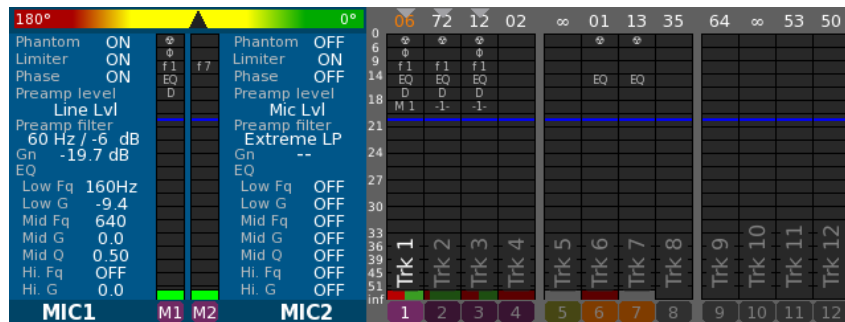 180° 0° 06 72 12 02 ∞ 01 13 35 64 ∞ 53 50
Phantom ON ☢ Phantom OFF 0 ☢ ☢ ☢ ☢ ☢
Limiter ON Φ Limiter ON 6 Φ Φ
Phase ON f1 f7 Phase OFF 9 f1 f1 f1
Preamp level EQ Preamp level 14 EQ EQ EQ EQ EQ
Line Lvl D Mic Lvl D D D
18 M 1 -1- -1-
Preamp filter Preamp filter 21
60 Hz / -6 dB Extreme LP
Gn -19.7 dB Gn -- 24
EQ EQ
Low Fq 160Hz Low Fq OFF 27
Low G -9.4 Low G OFF 30
Mid Fq 640 Mid Fq OFF
Mid G 0.0 Mid G OFF 33
Mid Q 0.50 Mid Q OFF 36
Hi. Fq OFF Hi. Fq OFF 39
45
Hi. G 0.0 Hi. G OFF 51
inf
Trk 1 Trk 2 Trk 3 Trk 4 Trk 5 Trk 6 Trk 7 Trk 8 Trk 9 Trk 10 Trk 11 Trk 12
MIC1 M1 M2 MIC2 1 2 3 4 5 6 7 8 9 10 11 12